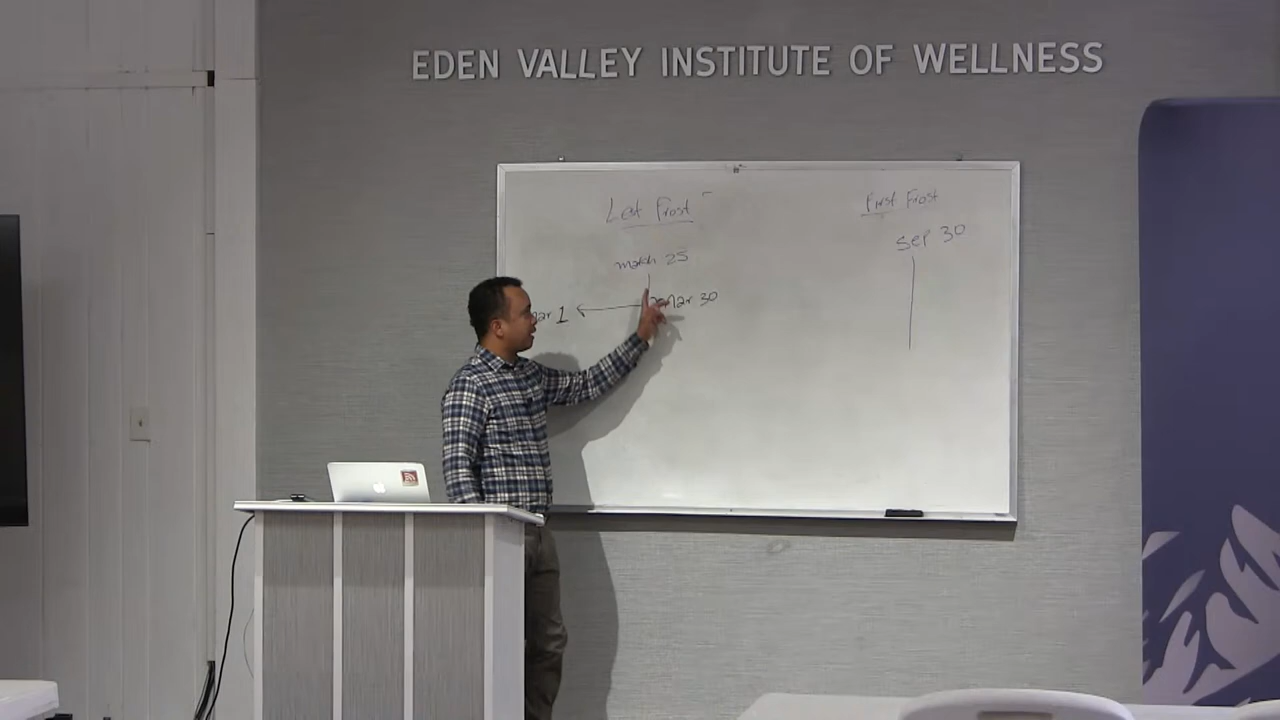 EDEN VALLEY INSTITUTE OF WELLNESS
Last Frost
First Frost
march 25
Sep 30
mar 1
mar 30